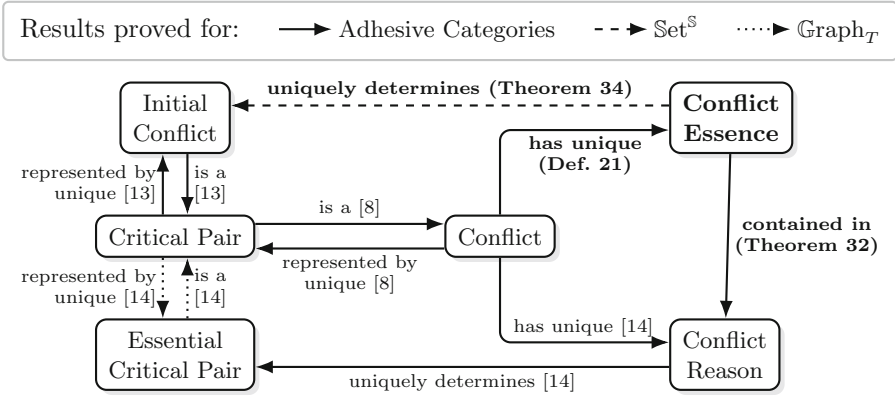 Results proved for: Adhesive Categories 𝕊et^𝕊 𝔾raph_T
uniquely determines (Theorem 34)
Initial
Conflict
Conflict
Essence
has unique
(Def. 21)
represented by
unique [13]
is a
[13]
is a [8]
Critical Pair
Conflict
contained in
(Theorem 32)
represented by
unique [8]
represented by
unique [14]
is a
[14]
has unique [14]
Essential
Critical Pair
Conflict
Reason
uniquely determines [14]